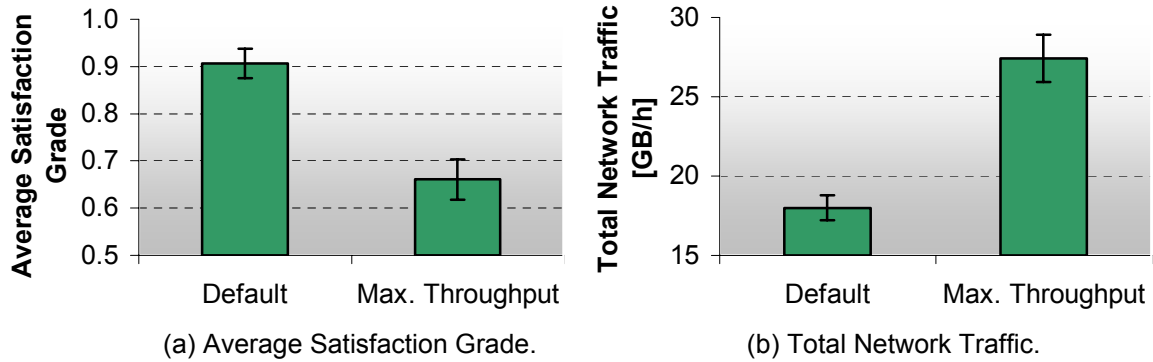 Average Satisfaction
Grade
1.0
0.9
0.8
0.7
0.6
0.5
Default
Max. Throughput
(a) Average Satisfaction Grade.
Total Network Traffic
[GB/h]
30
25
20
15
Default
Max. Throughput
(b) Total Network Traffic.